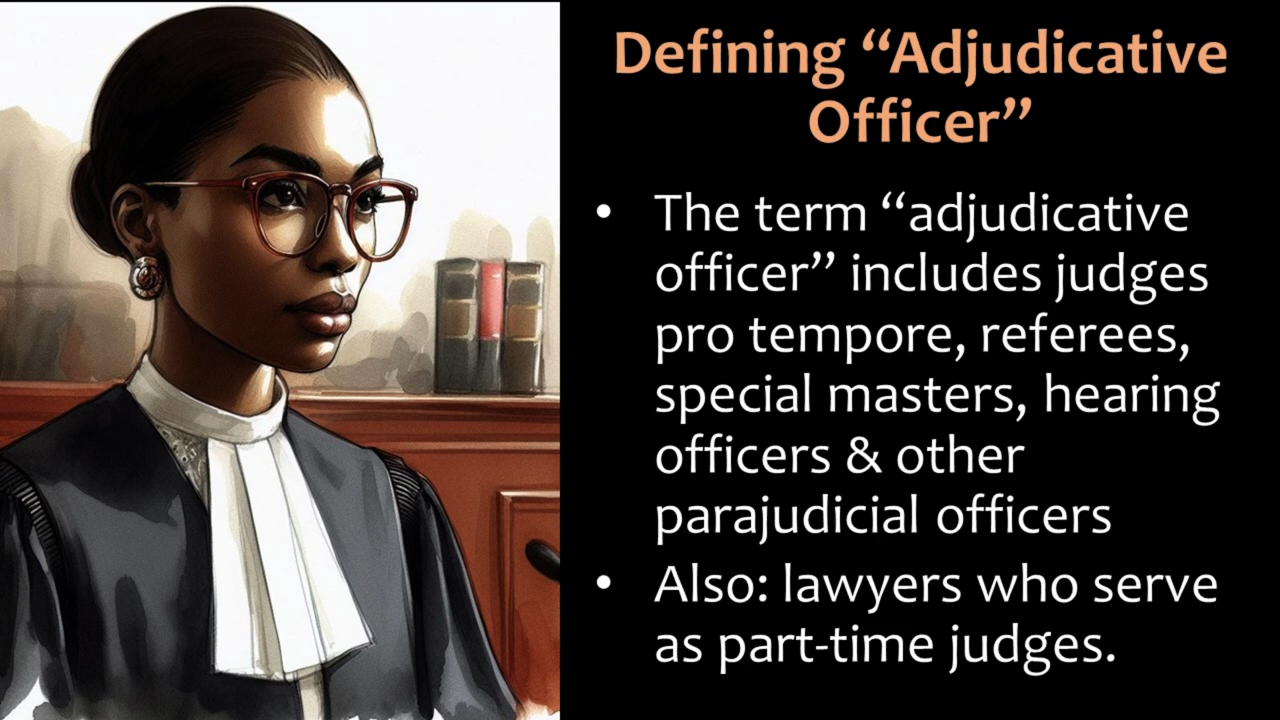 Defining “Adjudicative
Officer”
• The term “adjudicative
officer” includes judges
pro tempore, referees,
special masters, hearing
officers & other
parajudicial officers
• Also: lawyers who serve
as part-time judges.